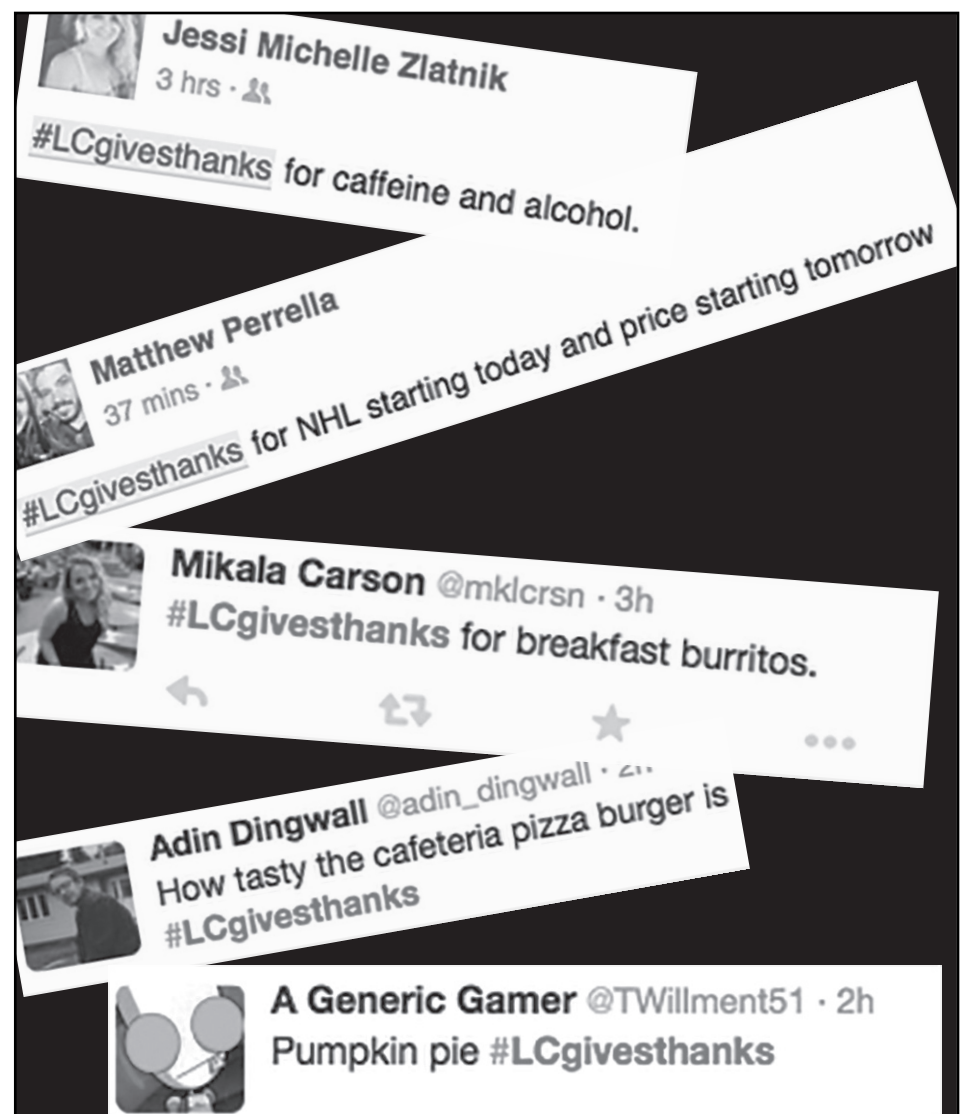 Jessi Michelle Zlatnik
3 hrs ·
#LCgivesthanks for caffeine and alcohol.
Matthew Perrella
37 mins ·
#LCgivesthanks for NHL starting today and price starting tomorrow
Mikala Carson @mklcrsn · 3h
#LCgivesthanks for breakfast burritos.
Adin Dingwall @adin_dingwall · 2h
How tasty the cafeteria pizza burger is
#LCgivesthanks
A Generic Gamer @TWillment51 · 2h
Pumpkin pie #LCgivesthanks